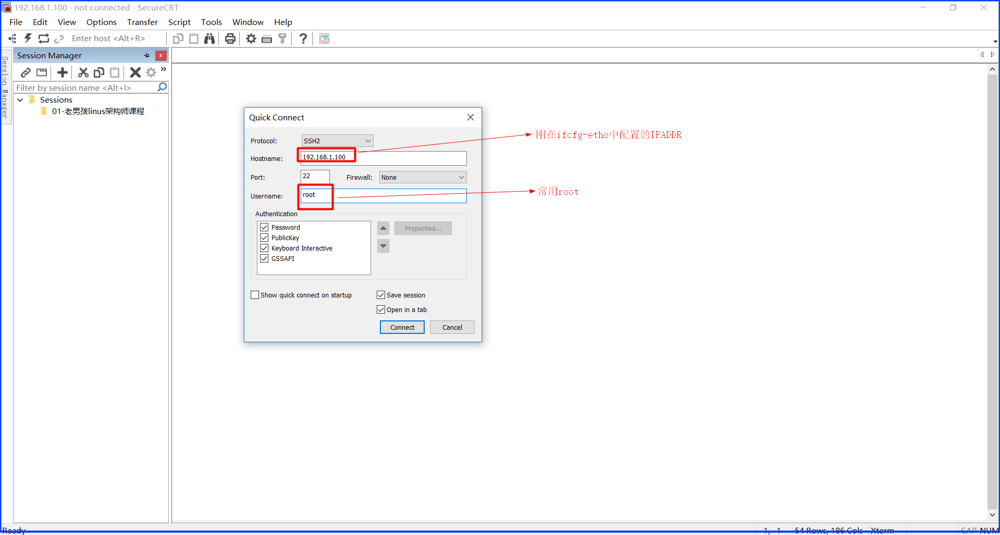 192.168.1.100 - not connected - SecureCRT
File Edit View Options Transfer Script Tools Window Help
Enter host <Alt+R>
Session Manager
Session Manager
Filter by session name <Alt+I>
Sessions
01-老男孩linus架构师课程
Quick Connect
Protocol: SSH2
刚在ifcfg-etho中配置的IPADDR
Hostname: 192.168.1.100
Port: 22 Firewall: None
Username: root
常用root
Authentication
Password
Properties...
PublicKey
Keyboard Interactive
GSSAPI
Show quick connect on startup
Save session
Open in a tab
Connect Cancel
Ready 1, 1 54 Rows, 186 Cols Xterm CAP NUM